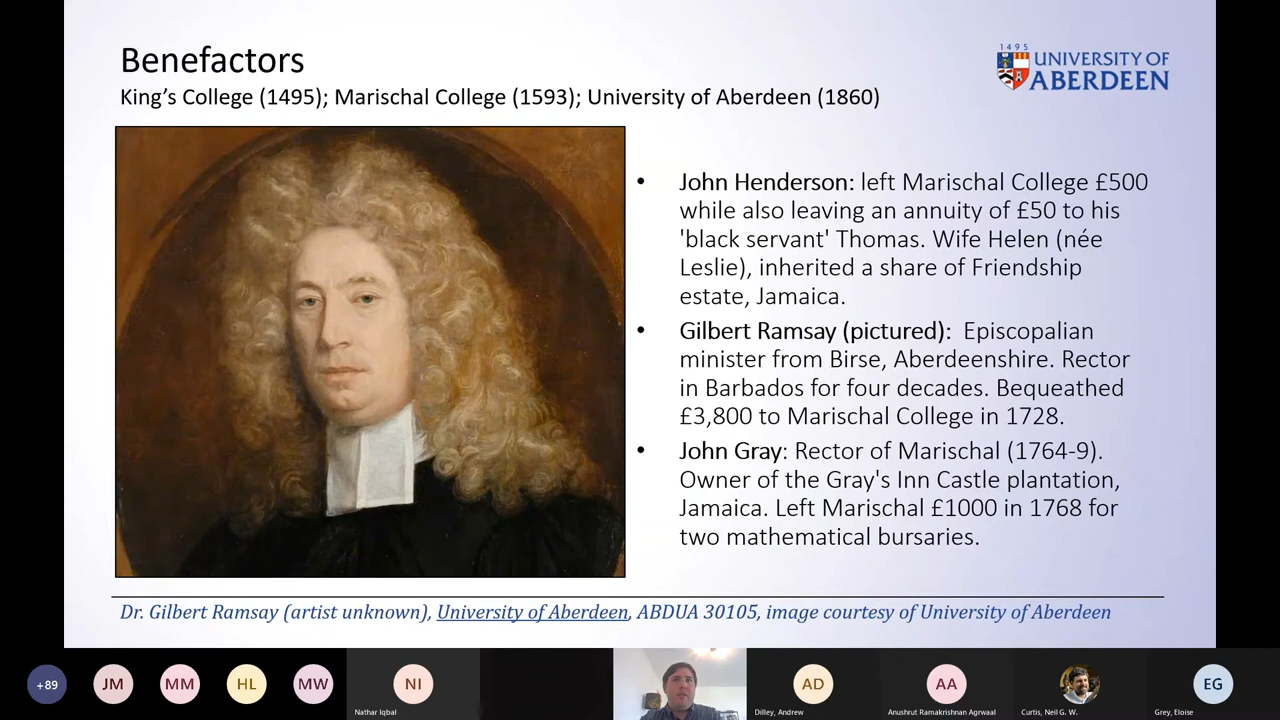 Benefactors
King's College (1495); Marischal College (1593); University of Aberdeen (1860)
1495
UNIVERSITY OF
ABERDEEN
• John Henderson: left Marischal College £500
while also leaving an annuity of £50 to his
'black servant' Thomas. Wife Helen (née
Leslie), inherited a share of Friendship
estate, Jamaica.
• Gilbert Ramsay (pictured): Episcopalian
minister from Birse, Aberdeenshire. Rector
in Barbados for four decades. Bequeathed
£3,800 to Marischal College in 1728.
• John Gray: Rector of Marischal (1764-9).
Owner of the Gray's Inn Castle plantation,
Jamaica. Left Marischal £1000 in 1768 for
two mathematical bursaries.
Dr. Gilbert Ramsay (artist unknown), University of Aberdeen, ABDUA 30105, image courtesy of University of Aberdeen
+89 JM MM HL MW NI AD AA EG
Nathar Iqbal Dilley, Andrew Anushrut Ramakrishnan Agrwaal Curtis, Neil G. W. Grey, Eloise